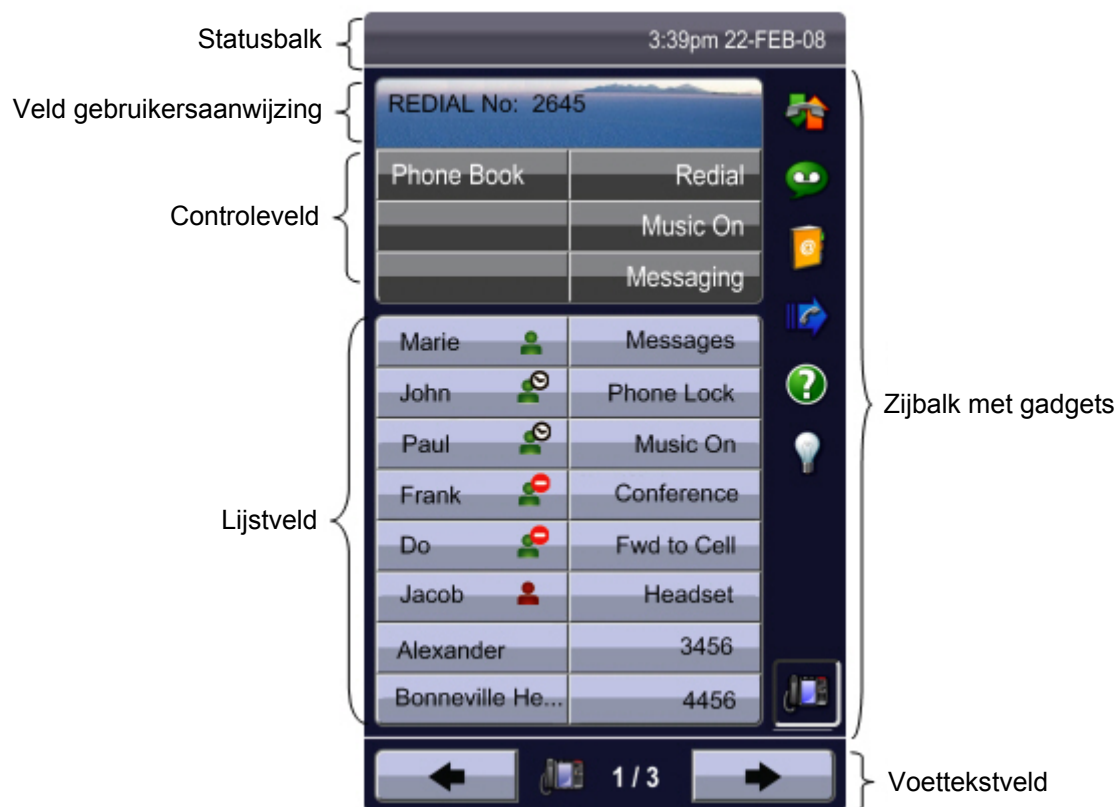 Statusbalk
3:39pm 22-FEB-08
Veld gebruikersaanwijzing
REDIAL No: 2645
Controleveld
Phone Book
Redial
Music On
Messaging
Lijstveld
Marie
Messages
John
Phone Lock
Paul
Music On
Frank
Conference
Do
Fwd to Cell
Jacob
Headset
Alexander
3456
Bonneville He...
4456
@
?
Zijbalk met gadgets
1 / 3
Voettekstveld